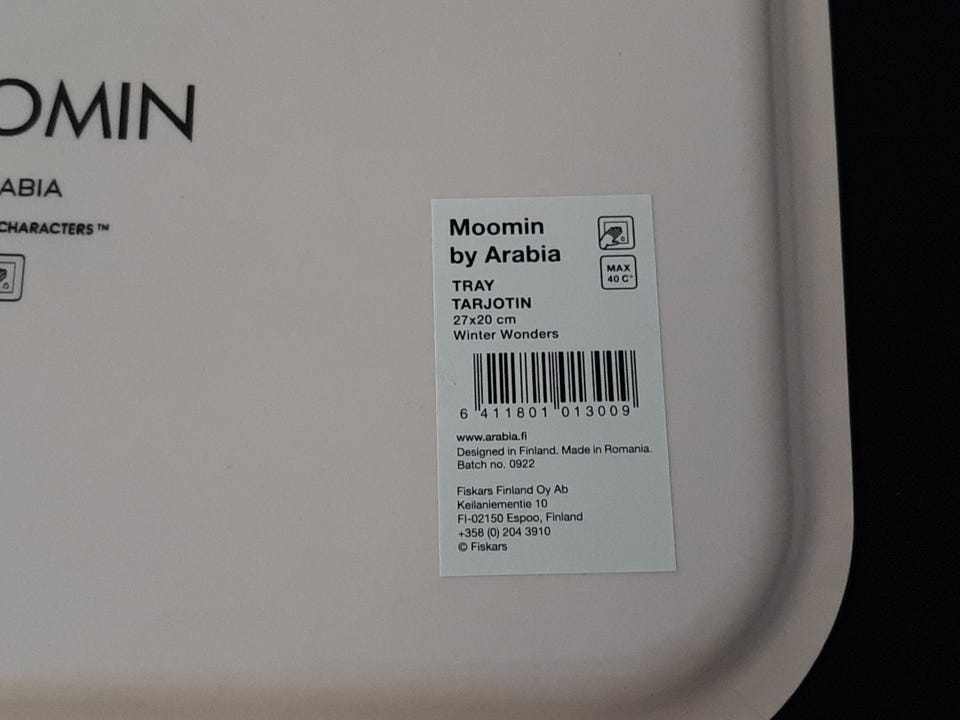 OMIN
ABIA
CHARACTERS™
Moomin
by Arabia
MAX
40 C°
TRAY
TARJOTIN
27x20 cm
Winter Wonders
6 411801 013009
www.arabia.fi
Designed in Finland. Made in Romania.
Batch no. 0922
Fiskars Finland Oy Ab
Keilaniementie 10
FI-02150 Espoo, Finland
+358 (0) 204 3910
© Fiskars